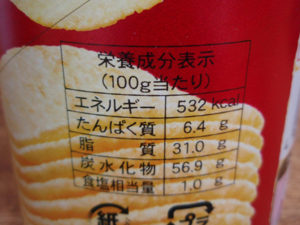 栄養成分表示
(100g当たり)
エネルギー 532 kcal
たんぱく質 6.4 g
脂 質 31.0 g
炭水化物 56.9 g
食塩相当量 1.0 g
紙
プラ